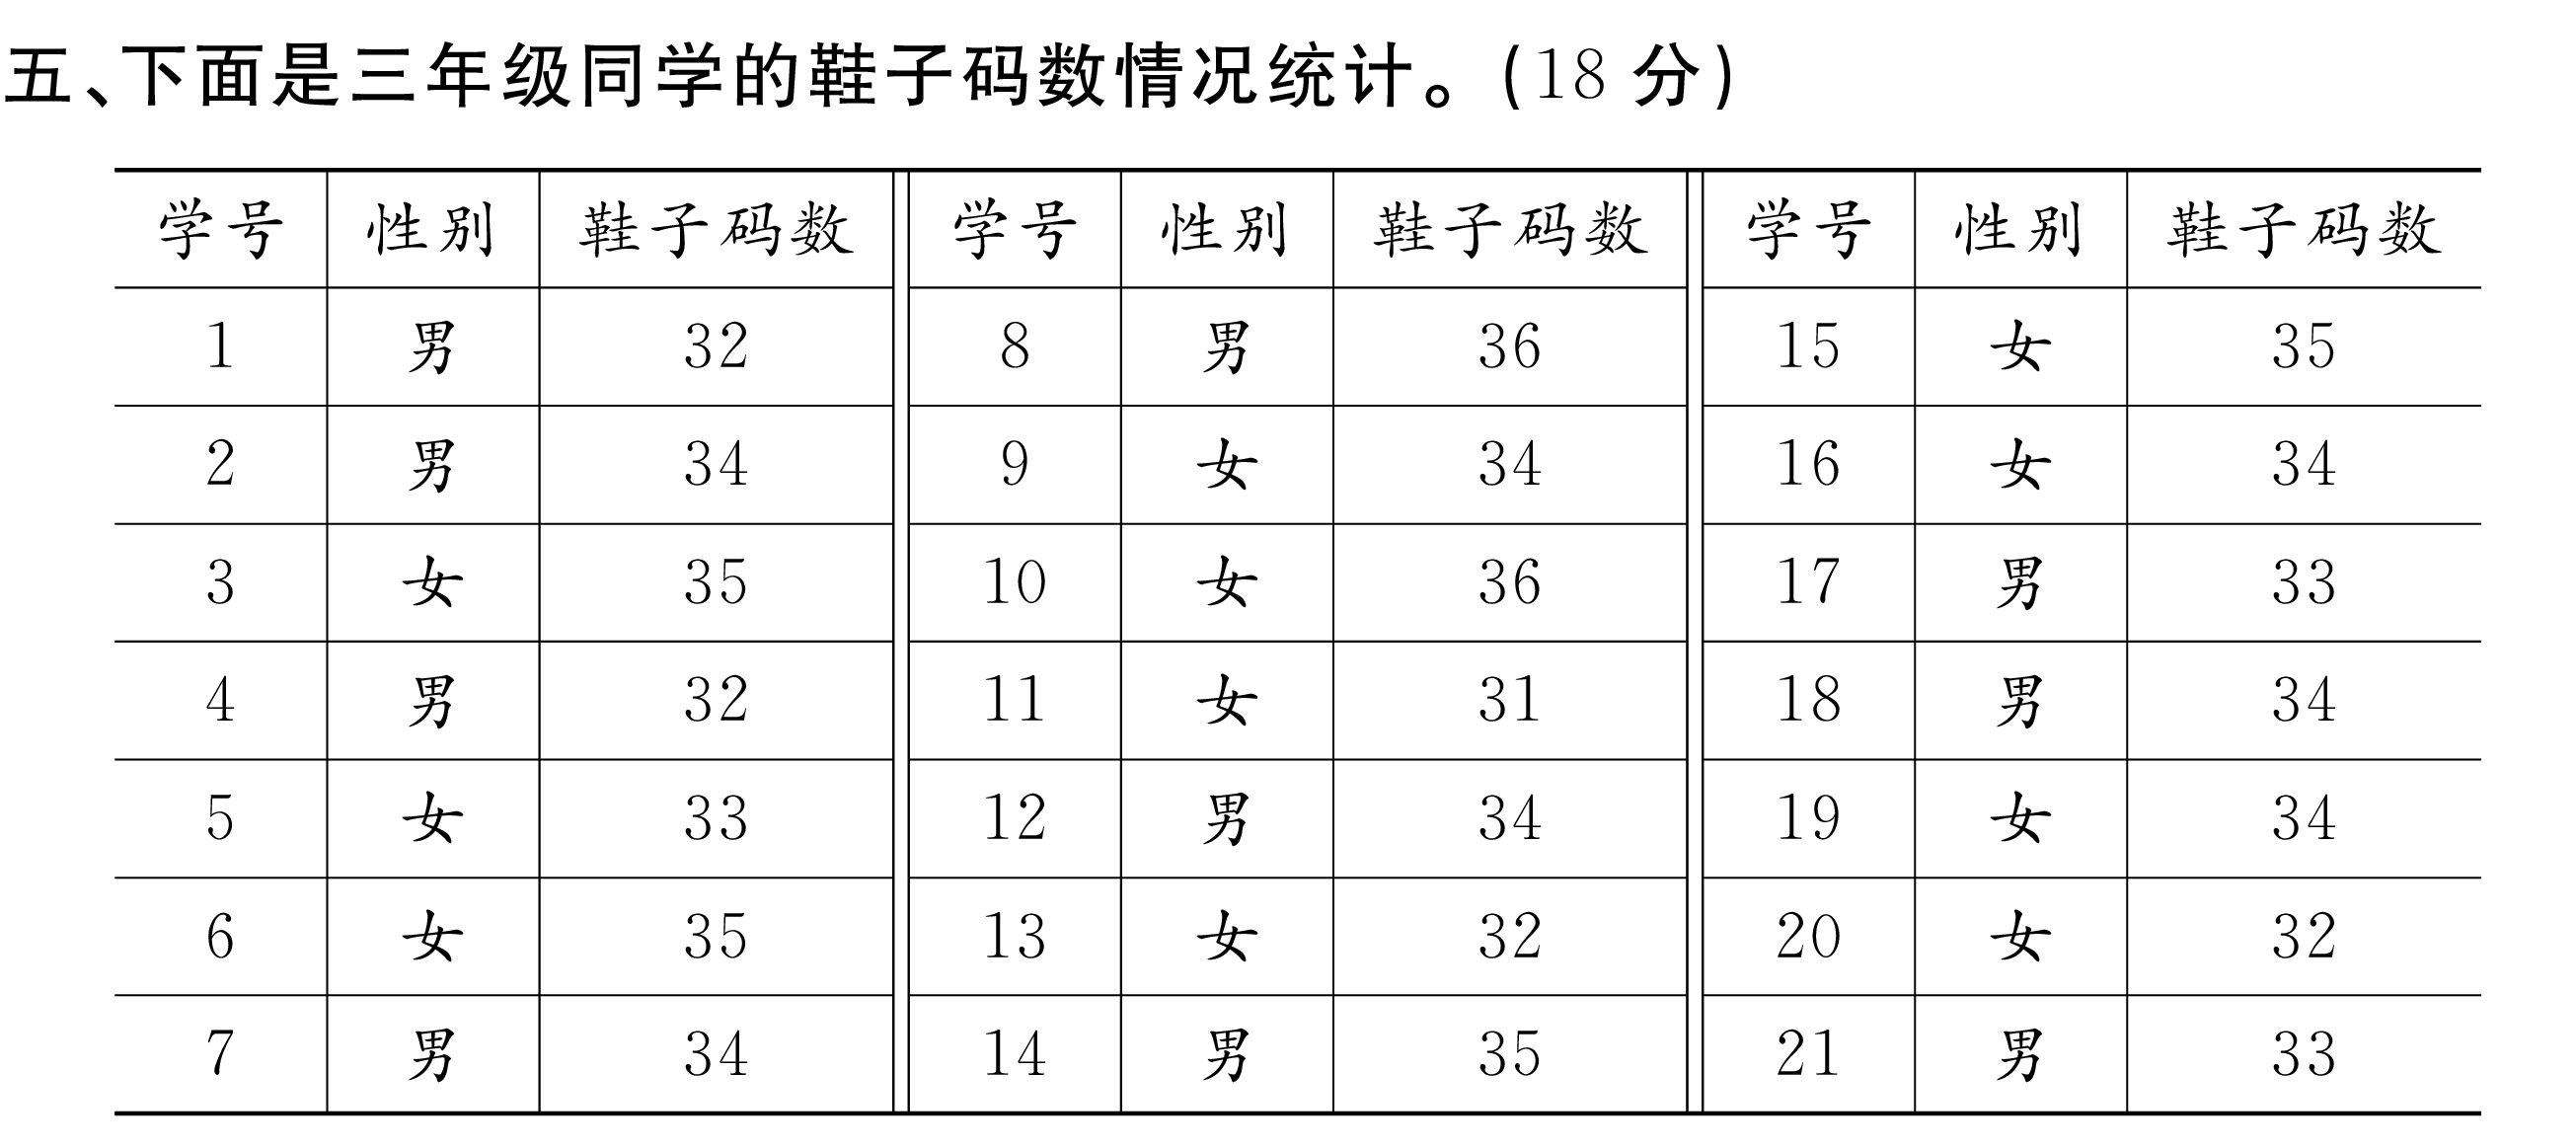 五、下面是三年级同学的鞋子码数情况统计。(18 分)
学号 性别 鞋子码数 学号 性别 鞋子码数 学号 性别 鞋子码数
1 男 32 8 男 36 15 女 35
2 男 34 9 女 34 16 女 34
3 女 35 10 女 36 17 男 33
4 男 32 11 女 31 18 男 34
5 女 33 12 男 34 19 女 34
6 女 35 13 女 32 20 女 32
7 男 34 14 男 35 21 男 33